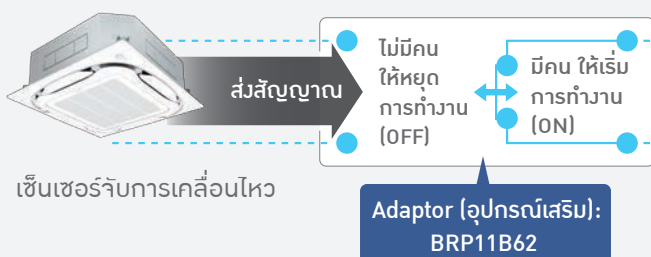 เซ็นเซอร์จับการเคลื่อนไหว
ส่งสัญญาณ
ไม่มีคน
ให้หยุด
การทำงาน
(OFF)
มีคน ให้เริ่ม
การทำงาน
(ON)
Adaptor (อุปกรณ์เสริม):
BRP11B62